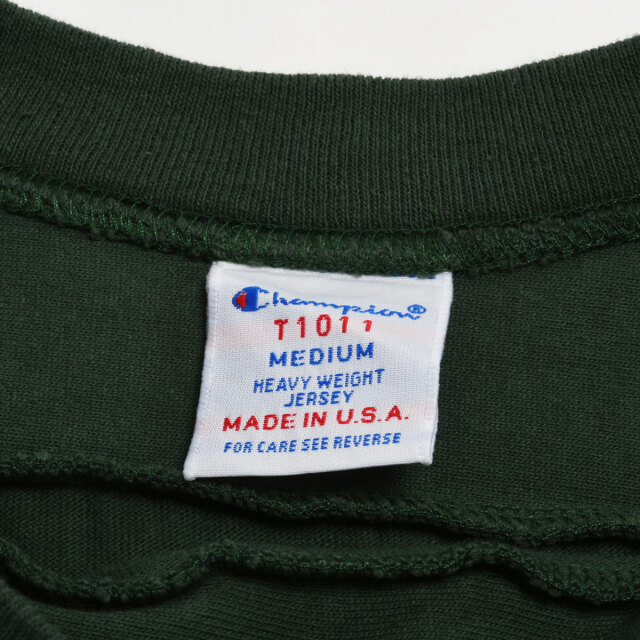 Champion®
T1011
MEDIUM
HEAVY WEIGHT
JERSEY
MADE IN U.S.A.
FOR CARE SEE REVERSE